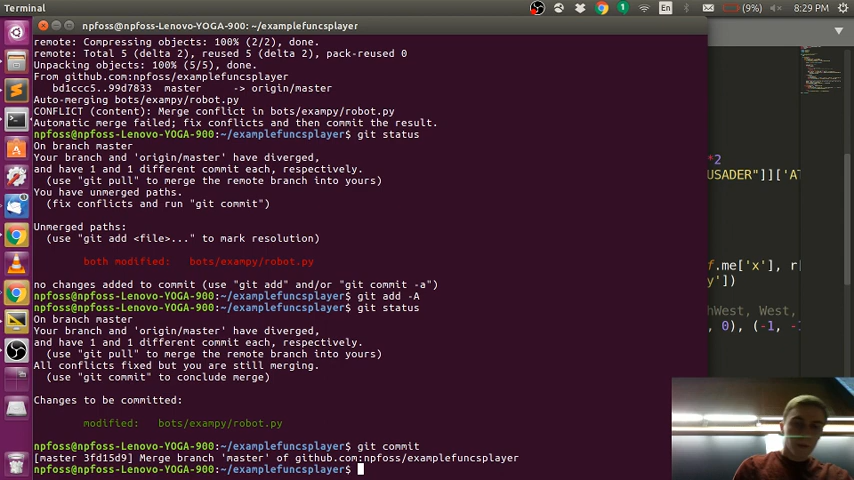 Terminal
En
(9%)
8:29 PM
npfoss@npfoss-Lenovo-YOGA-900: ~/examplefuncsplayer
remote: Compressing objects: 100% (2/2), done.
remote: Total 5 (delta 2), reused 5 (delta 2), pack-reused 0
Unpacking objects: 100% (5/5), done.
From github.com:npfoss/examplefuncsplayer
bd1ccc5..99d7833  master     -> origin/master
Auto-merging bots/exampy/robot.py
CONFLICT (content): Merge conflict in bots/exampy/robot.py
Automatic merge failed; fix conflicts and then commit the result.
npfoss@npfoss-Lenovo-YOGA-900:~/examplefuncsplayer$ git status
On branch master
Your branch and 'origin/master' have diverged,
and have 1 and 1 different commit each, respectively.
(use "git pull" to merge the remote branch into yours)
You have unmerged paths.
(fix conflicts and run "git commit")
Unmerged paths:
(use "git add <file>..." to mark resolution)
both modified:   bots/exampy/robot.py
no changes added to commit (use "git add" and/or "git commit -a")
npfoss@npfoss-Lenovo-YOGA-900:~/examplefuncsplayer$ git add -A
npfoss@npfoss-Lenovo-YOGA-900:~/examplefuncsplayer$ git status
On branch master
Your branch and 'origin/master' have diverged,
and have 1 and 1 different commit each, respectively.
(use "git pull" to merge the remote branch into yours)
All conflicts fixed but you are still merging.
(use "git commit" to conclude merge)
Changes to be committed:
modified:   bots/exampy/robot.py
npfoss@npfoss-Lenovo-YOGA-900:~/examplefuncsplayer$ git commit
[master 3fd15d9] Merge branch 'master' of github.com:npfoss/examplefuncsplayer
npfoss@npfoss-Lenovo-YOGA-900:~/examplefuncsplayer$
*2
USADER"]]['A
f.me['x'], r[
y'])
hWest, West,
, 0), (-1, -